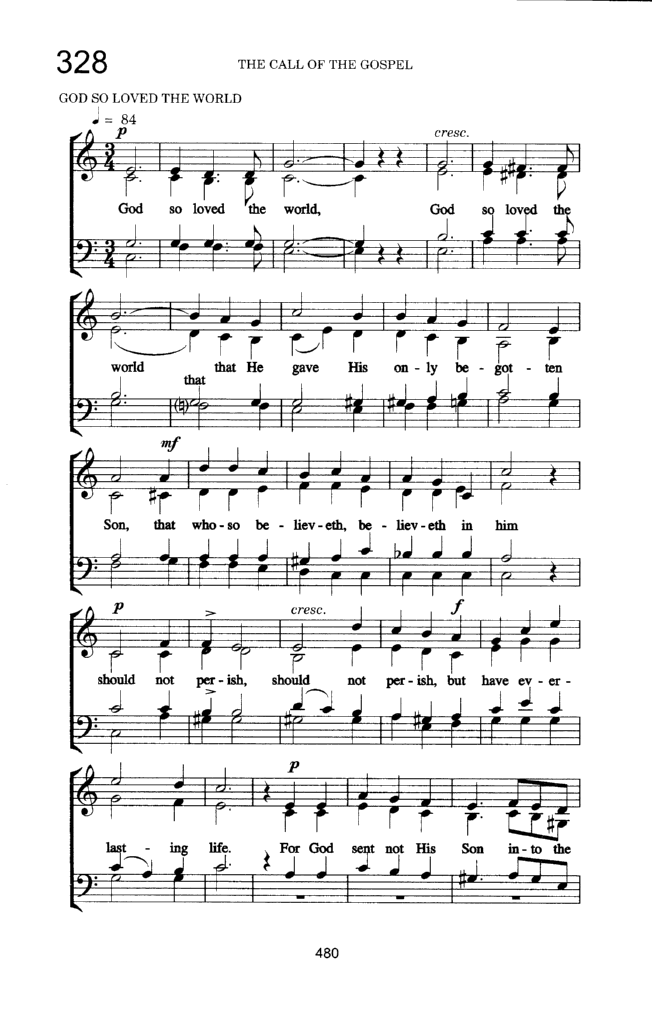 328
THE CALL OF THE GOSPEL
GOD SO LOVED THE WORLD
♩ = 84
p cresc.
God so loved the world, God so loved the
world that He gave His on - ly be - got - ten
that
mf
Son, that who - so be - liev - eth, be - liev - eth in him
p cresc. f
should not per - ish, should not per - ish, but have ev - er -
p
last - ing life. For God sent not His Son in - to the
480